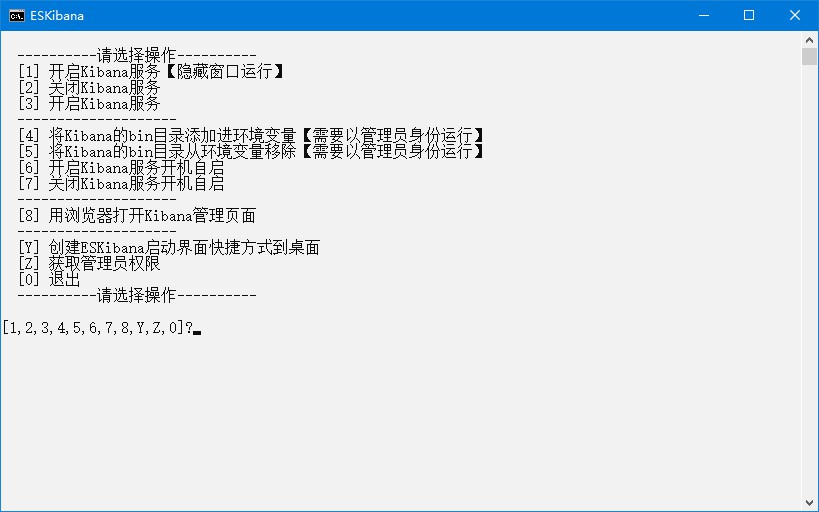 ESKibana
----------请选择操作----------
[1] 开启Kibana服务【隐藏窗口运行】
[2] 关闭Kibana服务
[3] 开启Kibana服务
--------------------
[4] 将Kibana的bin目录添加进环境变量【需要以管理员身份运行】
[5] 将Kibana的bin目录从环境变量移除【需要以管理员身份运行】
[6] 开启Kibana服务开机自启
[7] 关闭Kibana服务开机自启
--------------------
[8] 用浏览器打开Kibana管理页面
--------------------
[Y] 创建ESKibana启动界面快捷方式到桌面
[Z] 获取管理员权限
[0] 退出
----------请选择操作----------
[1,2,3,4,5,6,7,8,Y,Z,0]?